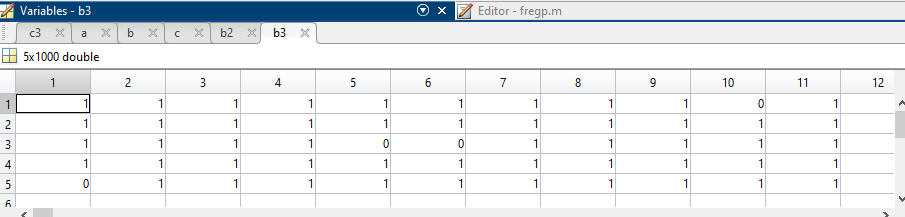 Variables - b3
Editor - fregp.m
c3 a b c b2 b3
5x1000 double
1 2 3 4 5 6 7 8 9 10 11 12
1 1 1 1 1 1 1 1 1 1 0 1
2 1 1 1 1 1 1 1 1 1 1 1
3 1 1 1 1 0 0 1 1 1 1 1
4 1 1 1 1 1 1 1 1 1 1 1
5 0 1 1 1 1 1 1 1 1 1 1
6